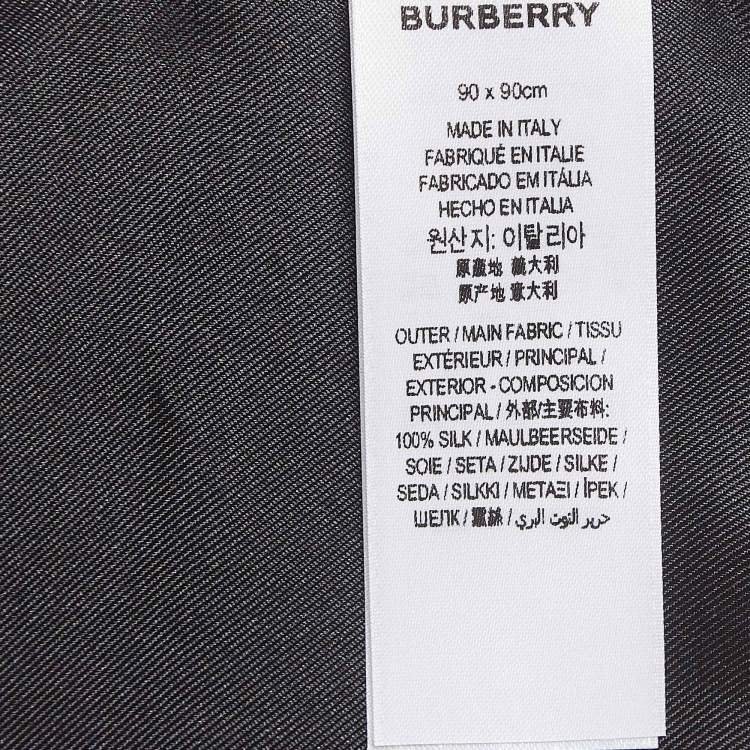 BURBERRY
90 x 90cm
MADE IN ITALY
FABRIQUÉ EN ITALIE
FABRICADO EM ITÁLIA
HECHO EN ITALIA
원산지: 이탈리아
原産地 義大利
原产地 意大利
OUTER / MAIN FABRIC / TISSU
EXTÉRIEUR / PRINCIPAL /
EXTERIOR - COMPOSICION
PRINCIPAL / 外部/主要布料:
100% SILK / MAULBEERSEIDE /
SOIE / SETA / ZIJDE / SILKE /
SEDA / SILKKI / ΜΕΤΑΞΙ / İPEK /
ШЕЛК / 蠶絲 / حرير التوت البري